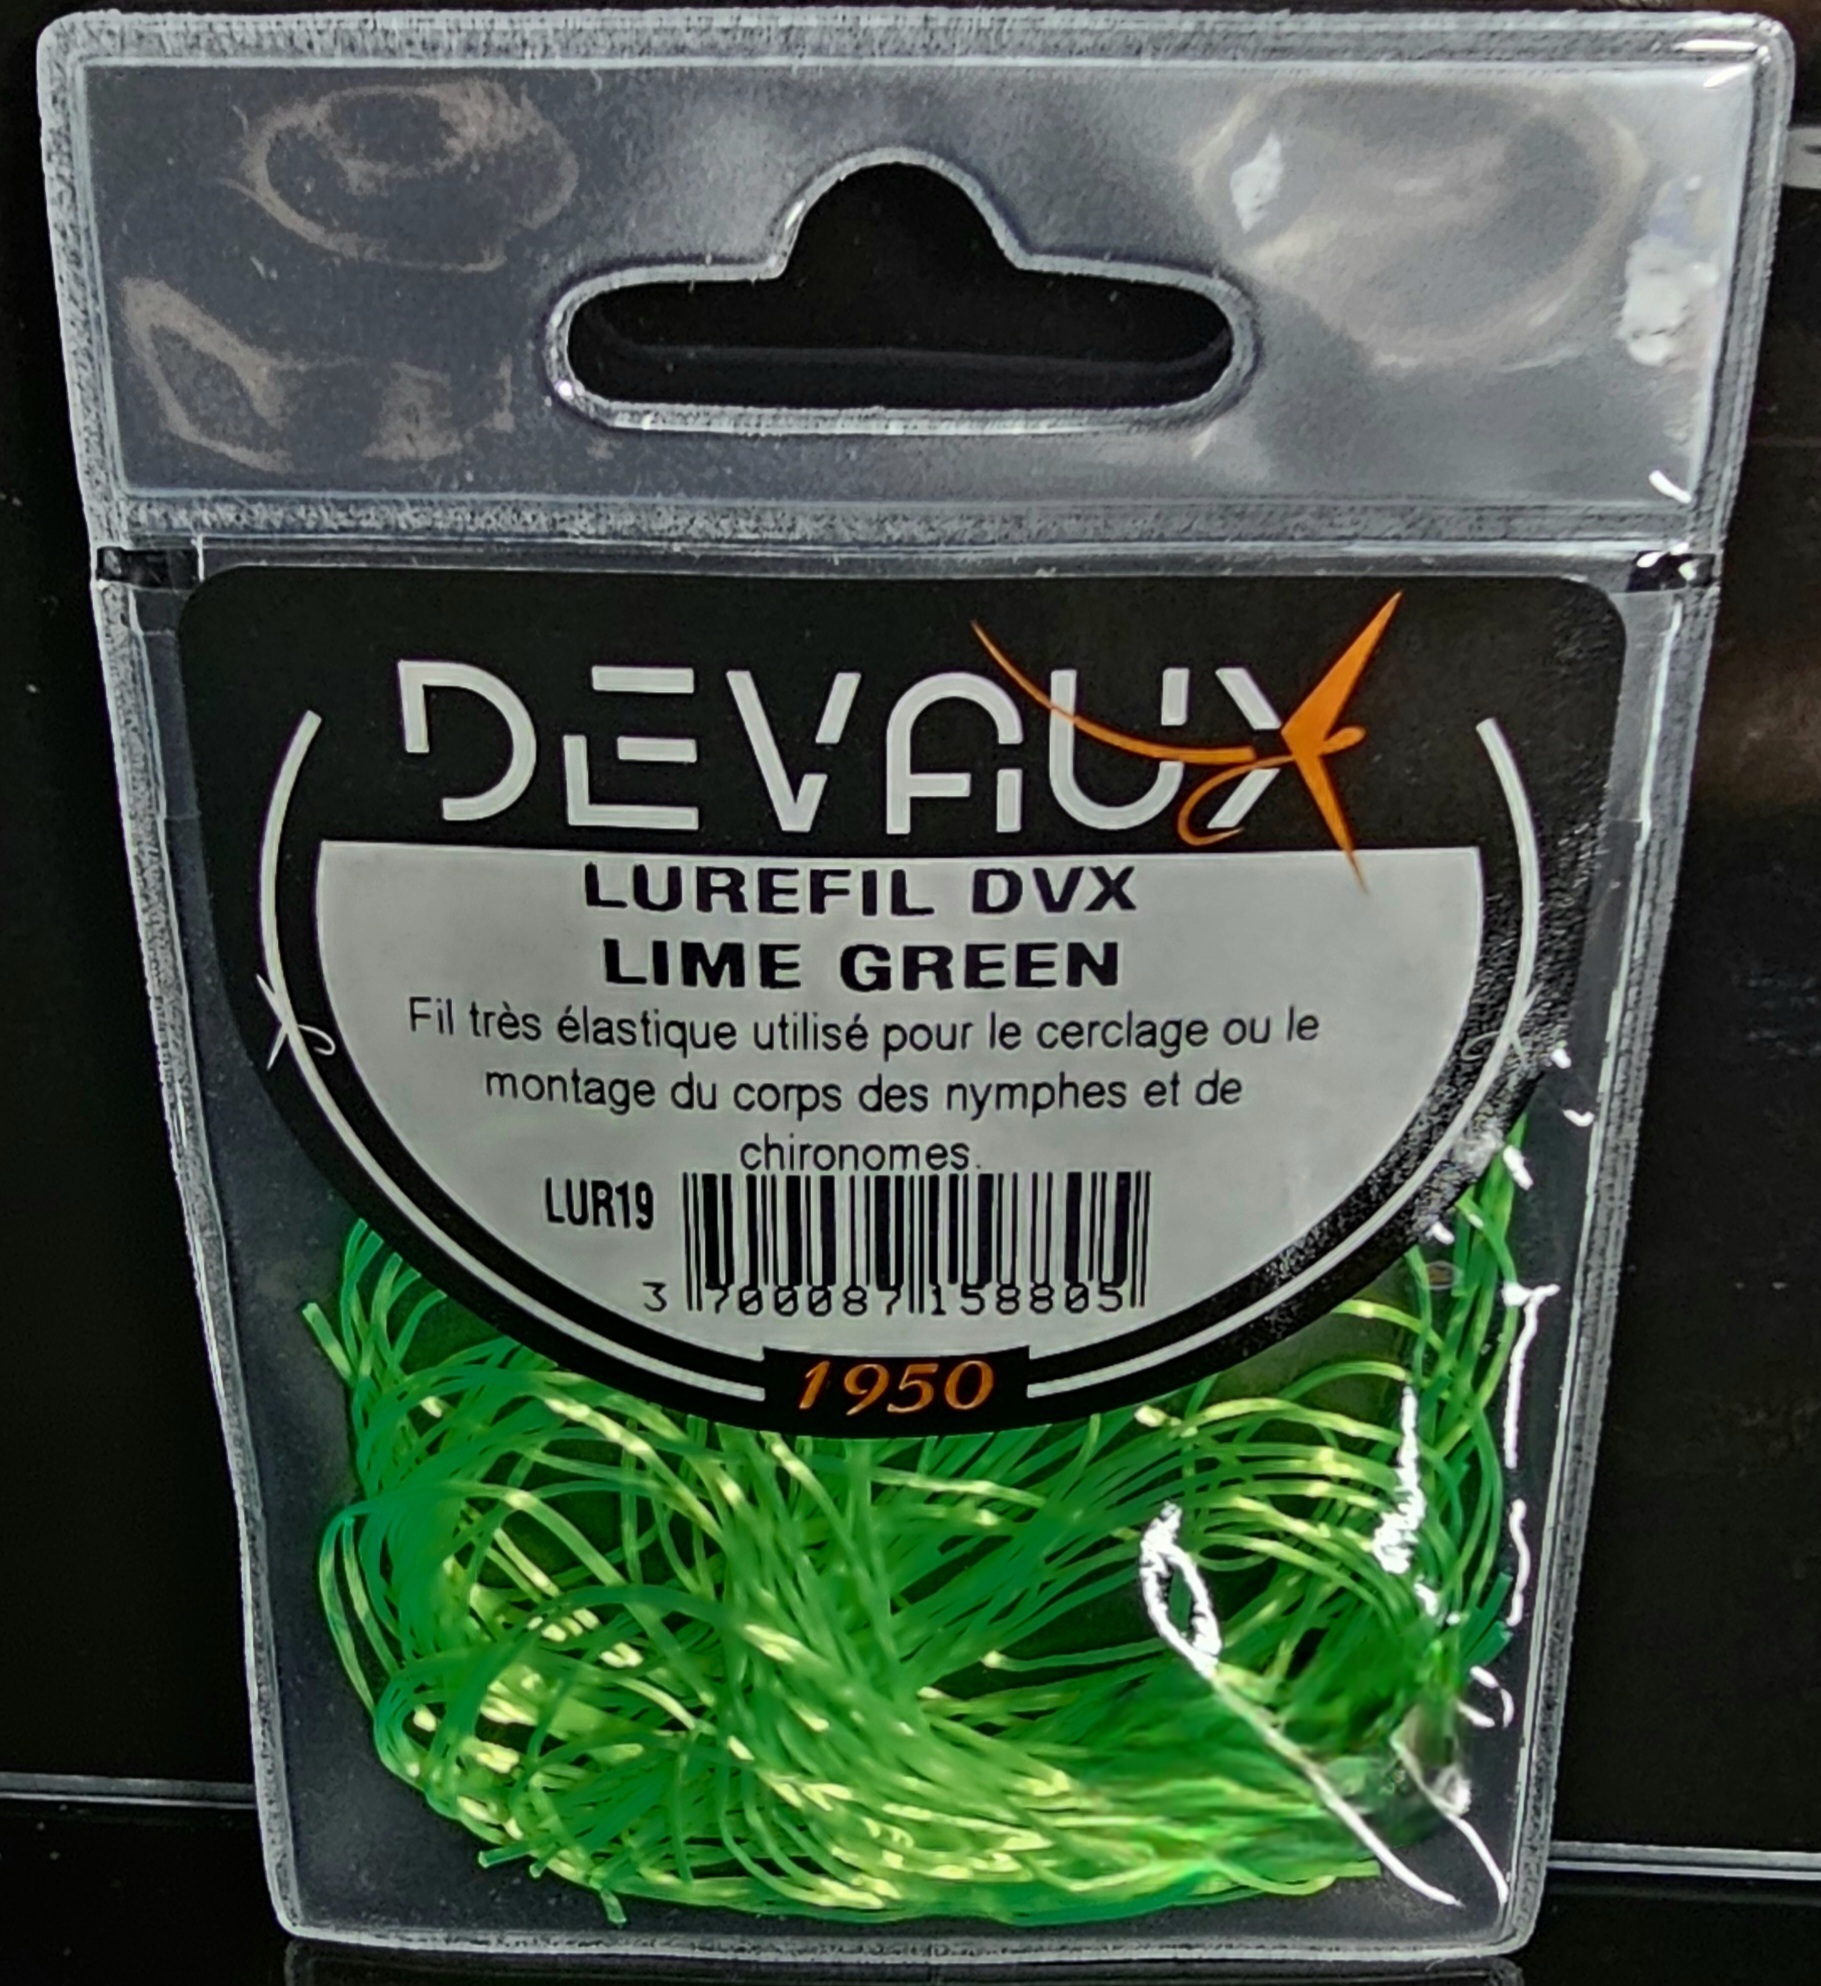 DEVAUX
LUREFIL DVX
LIME GREEN
Fil très élastique utilisé pour le cerclage ou le
montage du corps des nymphes et de
chironomes.
LUR19
3 700087 158805
1950